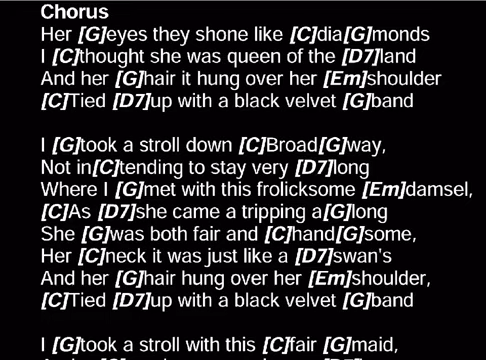 Chorus
Her [G]eyes they shone like [C]dia[G]monds
I [C]thought she was queen of the [D7]land
And her [G]hair it hung over her [Em]shoulder
[C]Tied [D7]up with a black velvet [G]band
I [G]took a stroll down [C]Broad[G]way,
Not in[C]tending to stay very [D7]long
Where I [G]met with this frolicksome [Em]damsel,
[C]As [D7]she came a tripping a[G]long
She [G]was both fair and [C]hand[G]some,
Her [C]neck it was just like a [D7]swan's
And her [G]hair hung over her [Em]shoulder,
[C]Tied [D7]up with a black velvet [G]band
I [G]took a stroll with this [C]fair [G]maid,